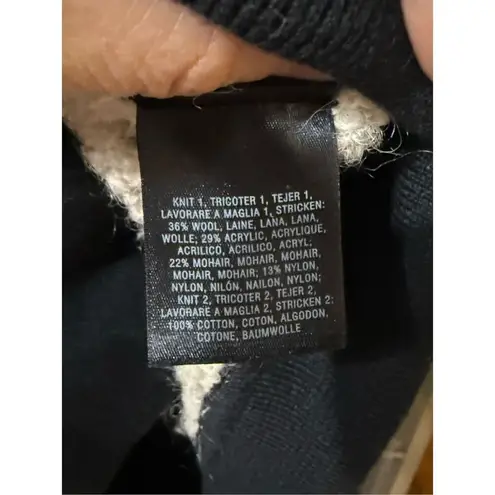 KNIT 1, TRICOTER 1, TEJER 1,
LAVORARE A MAGLIA 1, STRICKEN:
36% WOOL, LAINE, LANA, LANA,
WOLLE; 29% ACRYLIC, ACRYLIQUE,
ACRILICO, ACRILICO, ACRYL;
22% MOHAIR, MOHAIR, MOHAIR,
MOHAIR, MOHAIR; 13% NYLON,
NYLON, NILÓN, NAILON, NYLON;
KNIT 2, TRICOTER 2, TEJER 2,
LAVORARE A MAGLIA 2, STRICKEN 2:
100% COTTON, COTON, ALGODON,
COTONE, BAUMWOLLE